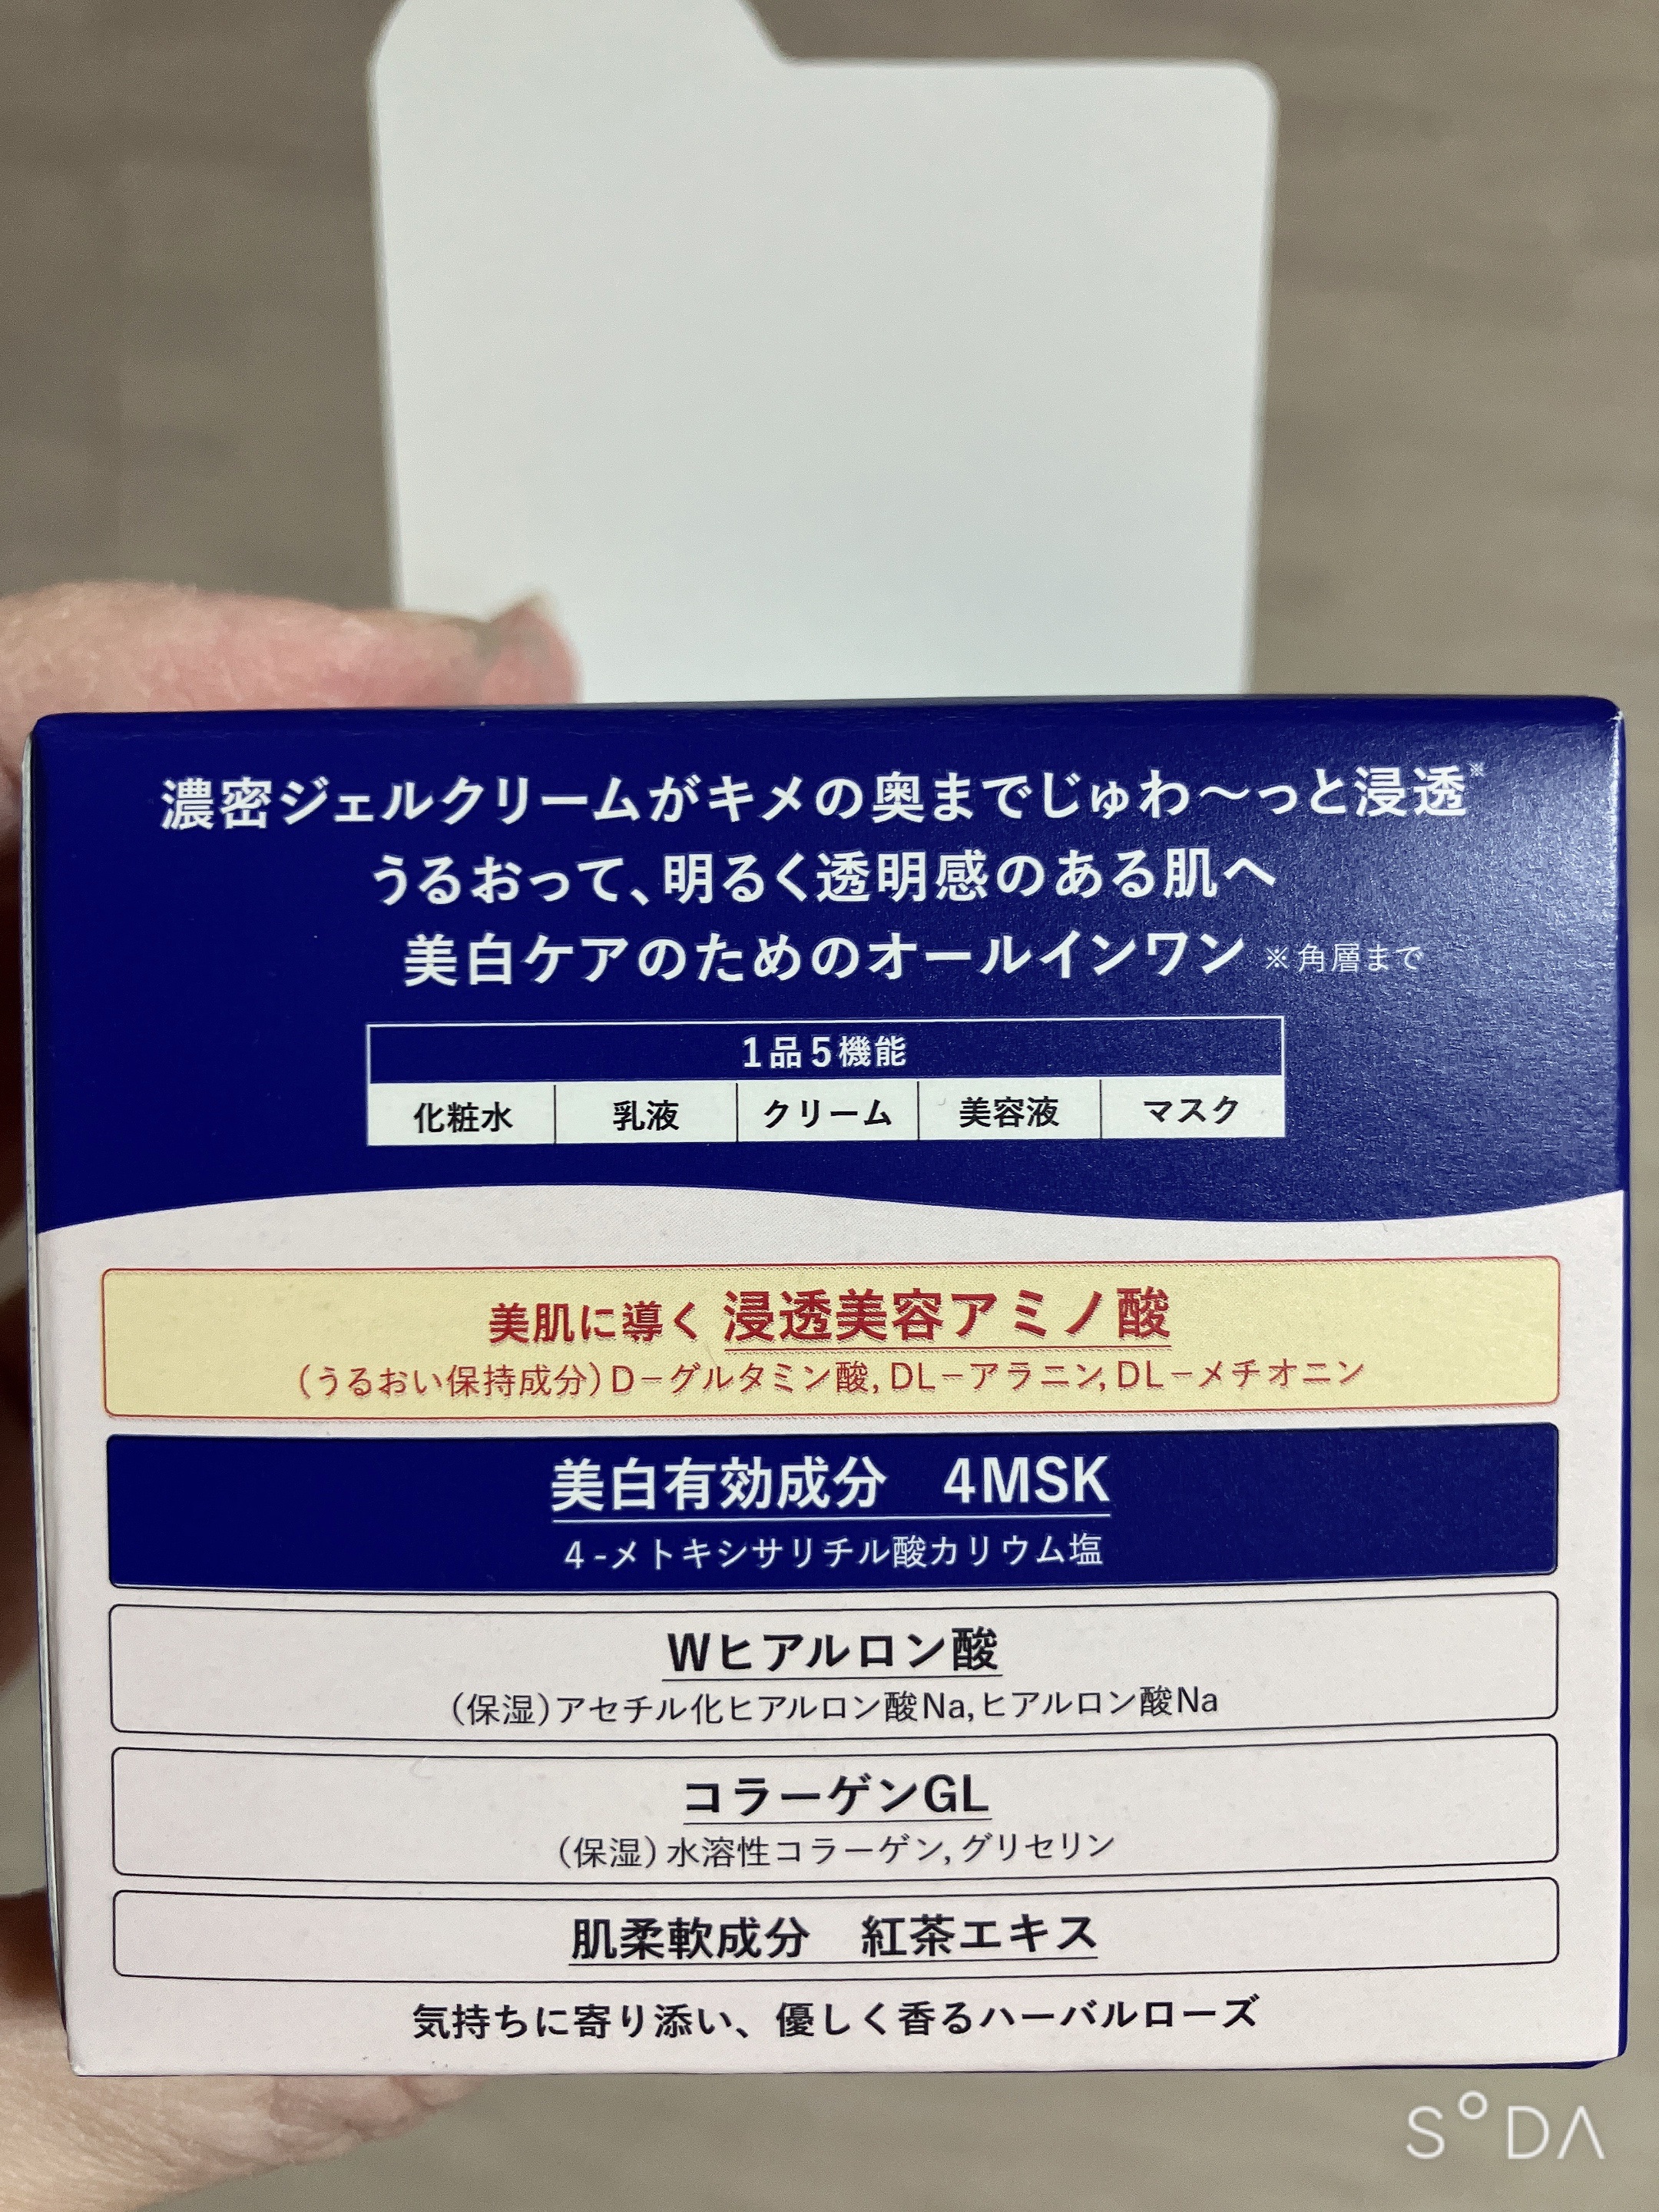 濃密ジェルクリームがキメの奥までじゅわ〜っと浸透※
うるおって、明るく透明感のある肌へ
美白ケアのためのオールインワン ※角層まで
1品5機能
化粧水 乳液 クリーム 美容液 マスク
美肌に導く 浸透美容アミノ酸
(うるおい保持成分)D-グルタミン酸, DL-アラニン, DL-メチオニン
美白有効成分 4MSK
4-メトキシサリチル酸カリウム塩
Wヒアルロン酸
(保湿)アセチル化ヒアルロン酸Na, ヒアルロン酸Na
コラーゲンGL
(保湿)水溶性コラーゲン, グリセリン
肌柔軟成分 紅茶エキス
気持ちに寄り添い、優しく香るハーバルローズ
SODA